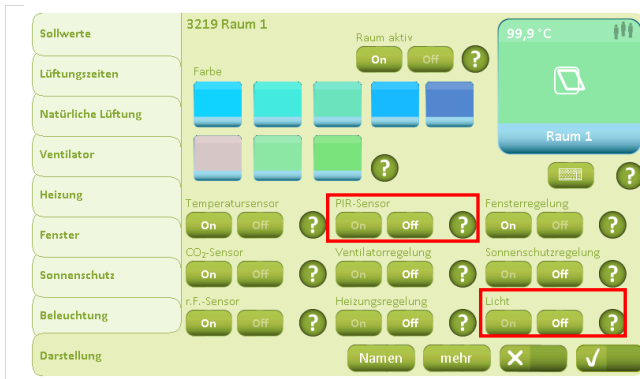 3219 Raum 1
Sollwerte
Lüftungszeiten
Natürliche Lüftung
Ventilator
Heizung
Fenster
Sonnenschutz
Beleuchtung
Darstellung
Raum aktiv
On Off ?
Farbe
?
99,9 °C
Raum 1
?
Temperatursensor PIR-Sensor Fensterregelung
On Off ? On Off ? On Off ?
CO₂-Sensor Ventilatorregelung Sonnenschutzregelung
On Off ? On Off ? On Off ?
r.F.-Sensor Heizungsregelung Licht
On Off ? On Off ? On Off ?
Namen mehr